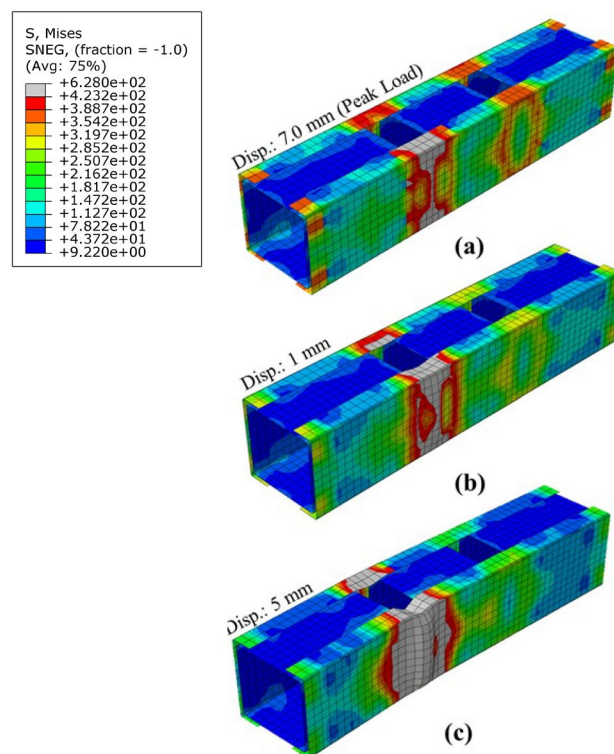 S, Mises
SNEG, (fraction = -1.0)
(Avg: 75%)
+6.280e+02
+4.232e+02
+3.887e+02
+3.542e+02
+3.197e+02
+2.852e+02
+2.507e+02
+2.162e+02
+1.817e+02
+1.472e+02
+1.127e+02
+7.822e+01
+4.372e+01
+9.220e+00
Disp.: 7.0 mm (Peak Load)
(a)
Disp.: 1 mm
(b)
Disp.: 5 mm
(c)